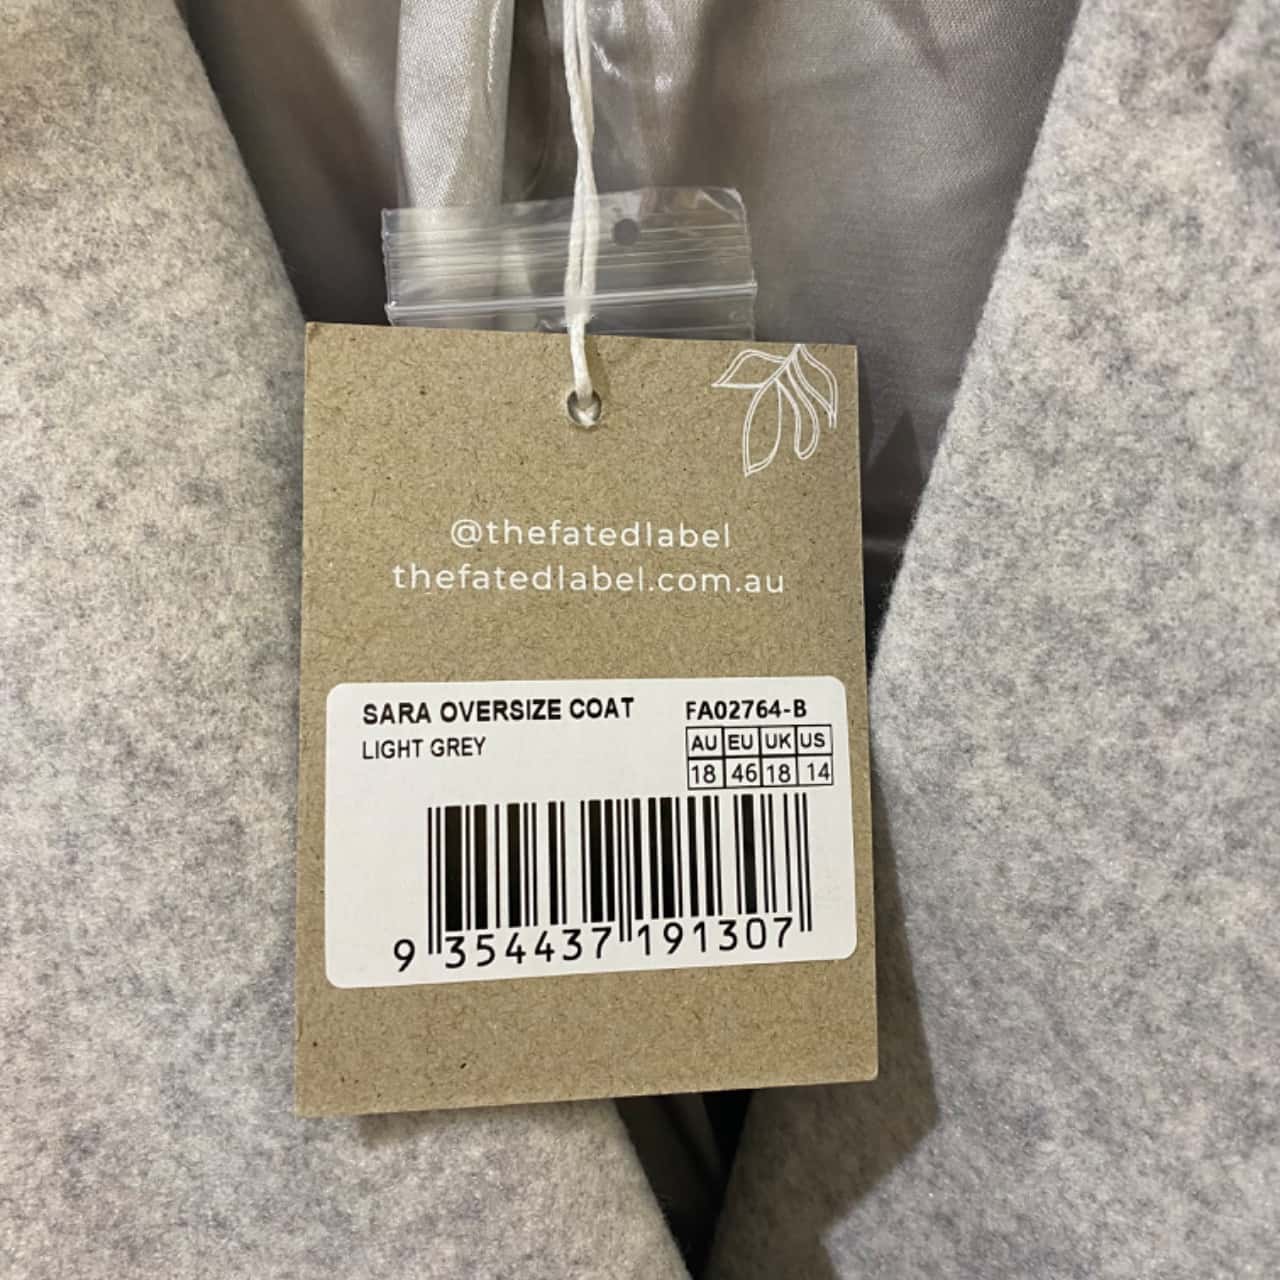 @thefatedlabel
thefatedlabel.com.au
SARA OVERSIZE COAT FA02764-B
LIGHT GREY
AU EU UK US
18 46 18 14
9 354437 191307